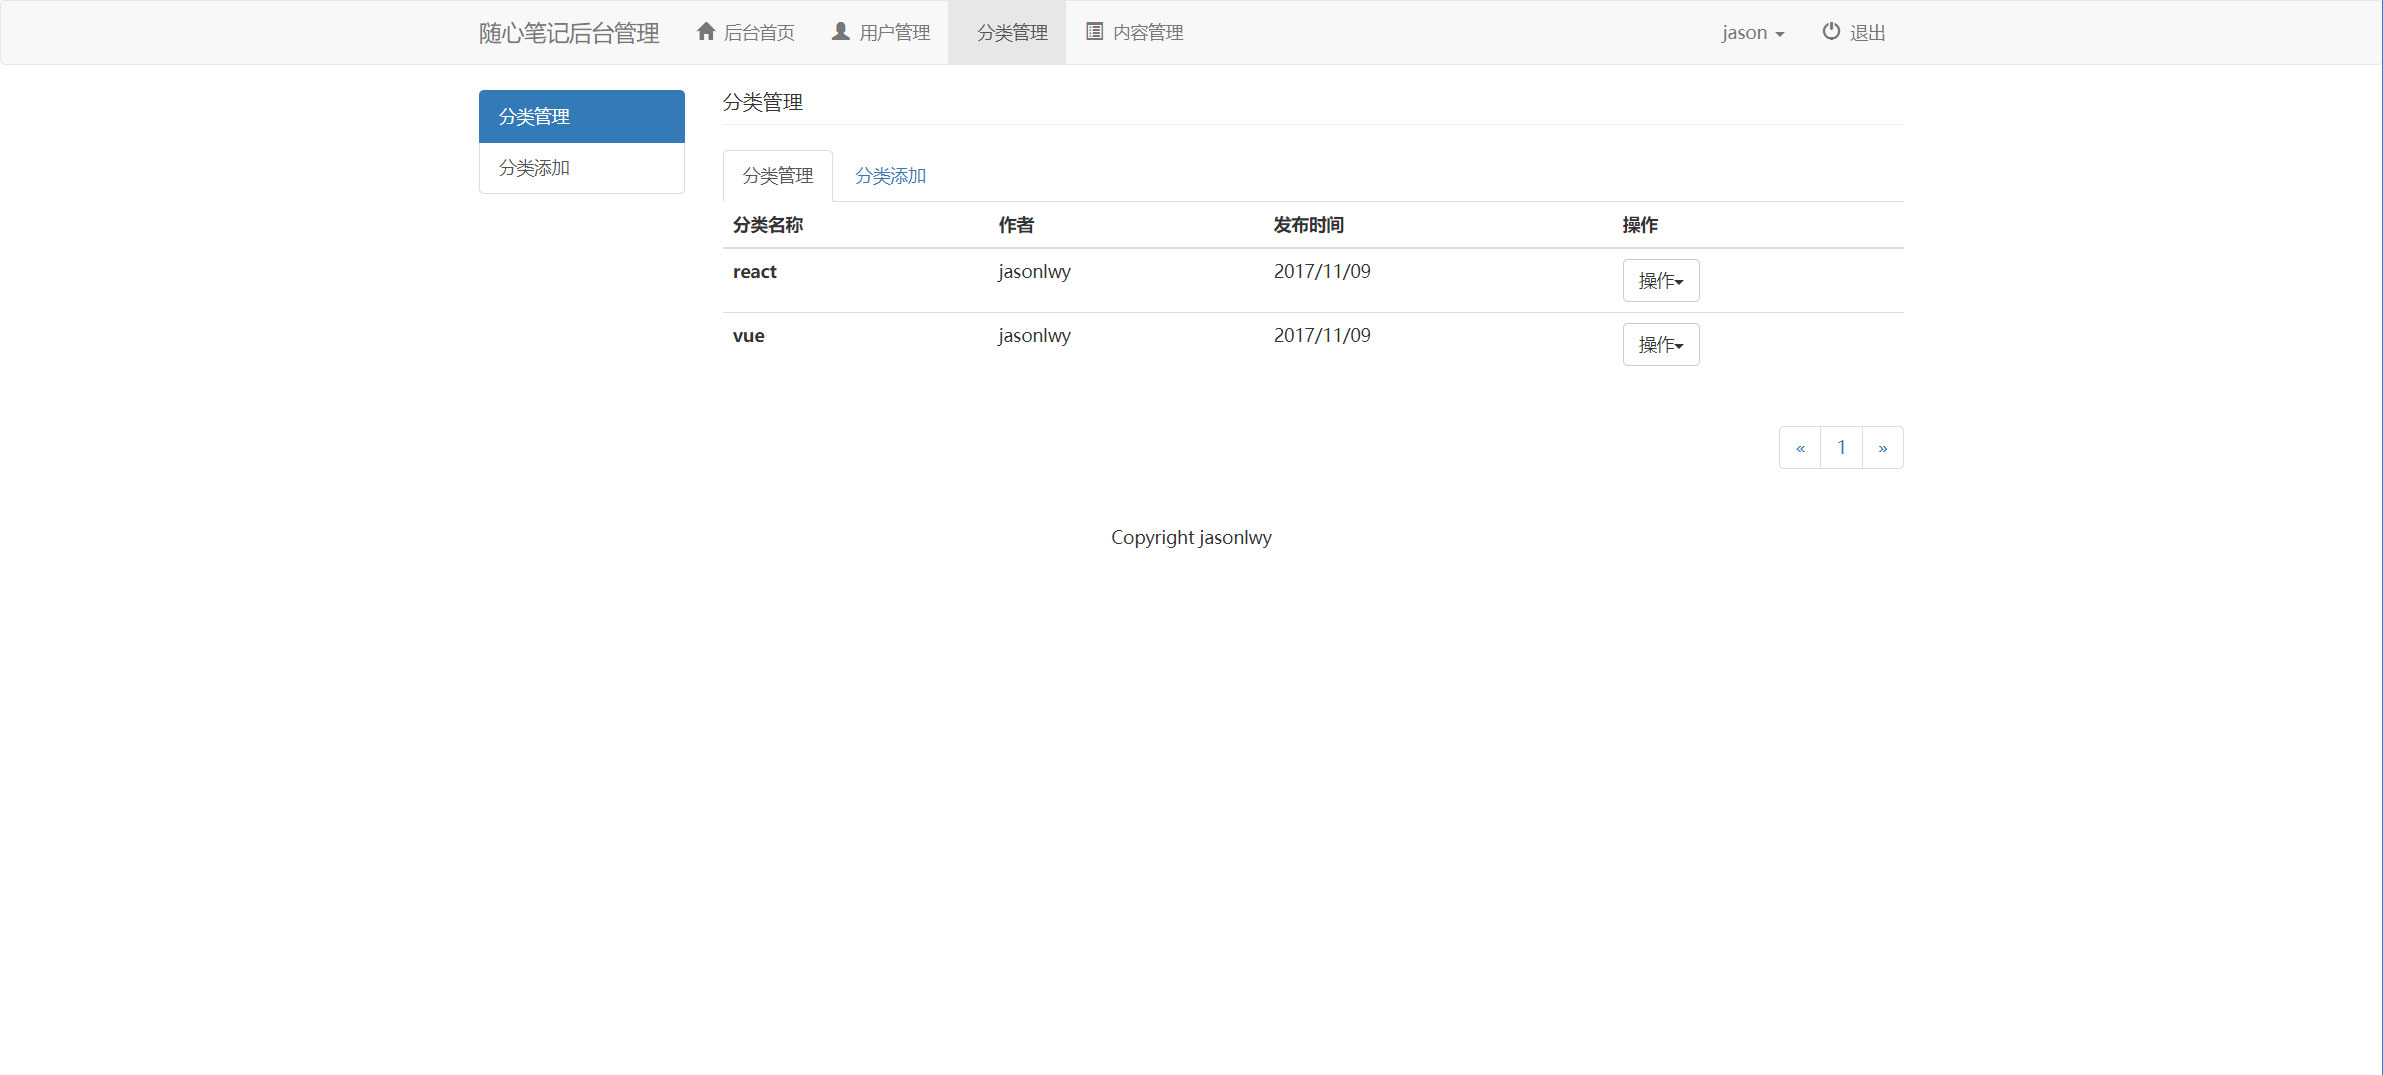 随心笔记后台管理 后台首页 用户管理 分类管理 内容管理 jason 退出
分类管理
分类添加
分类管理
分类管理 分类添加
分类名称 作者 发布时间 操作
react jasonlwy 2017/11/09 操作
vue jasonlwy 2017/11/09 操作
« 1 »
Copyright jasonlwy